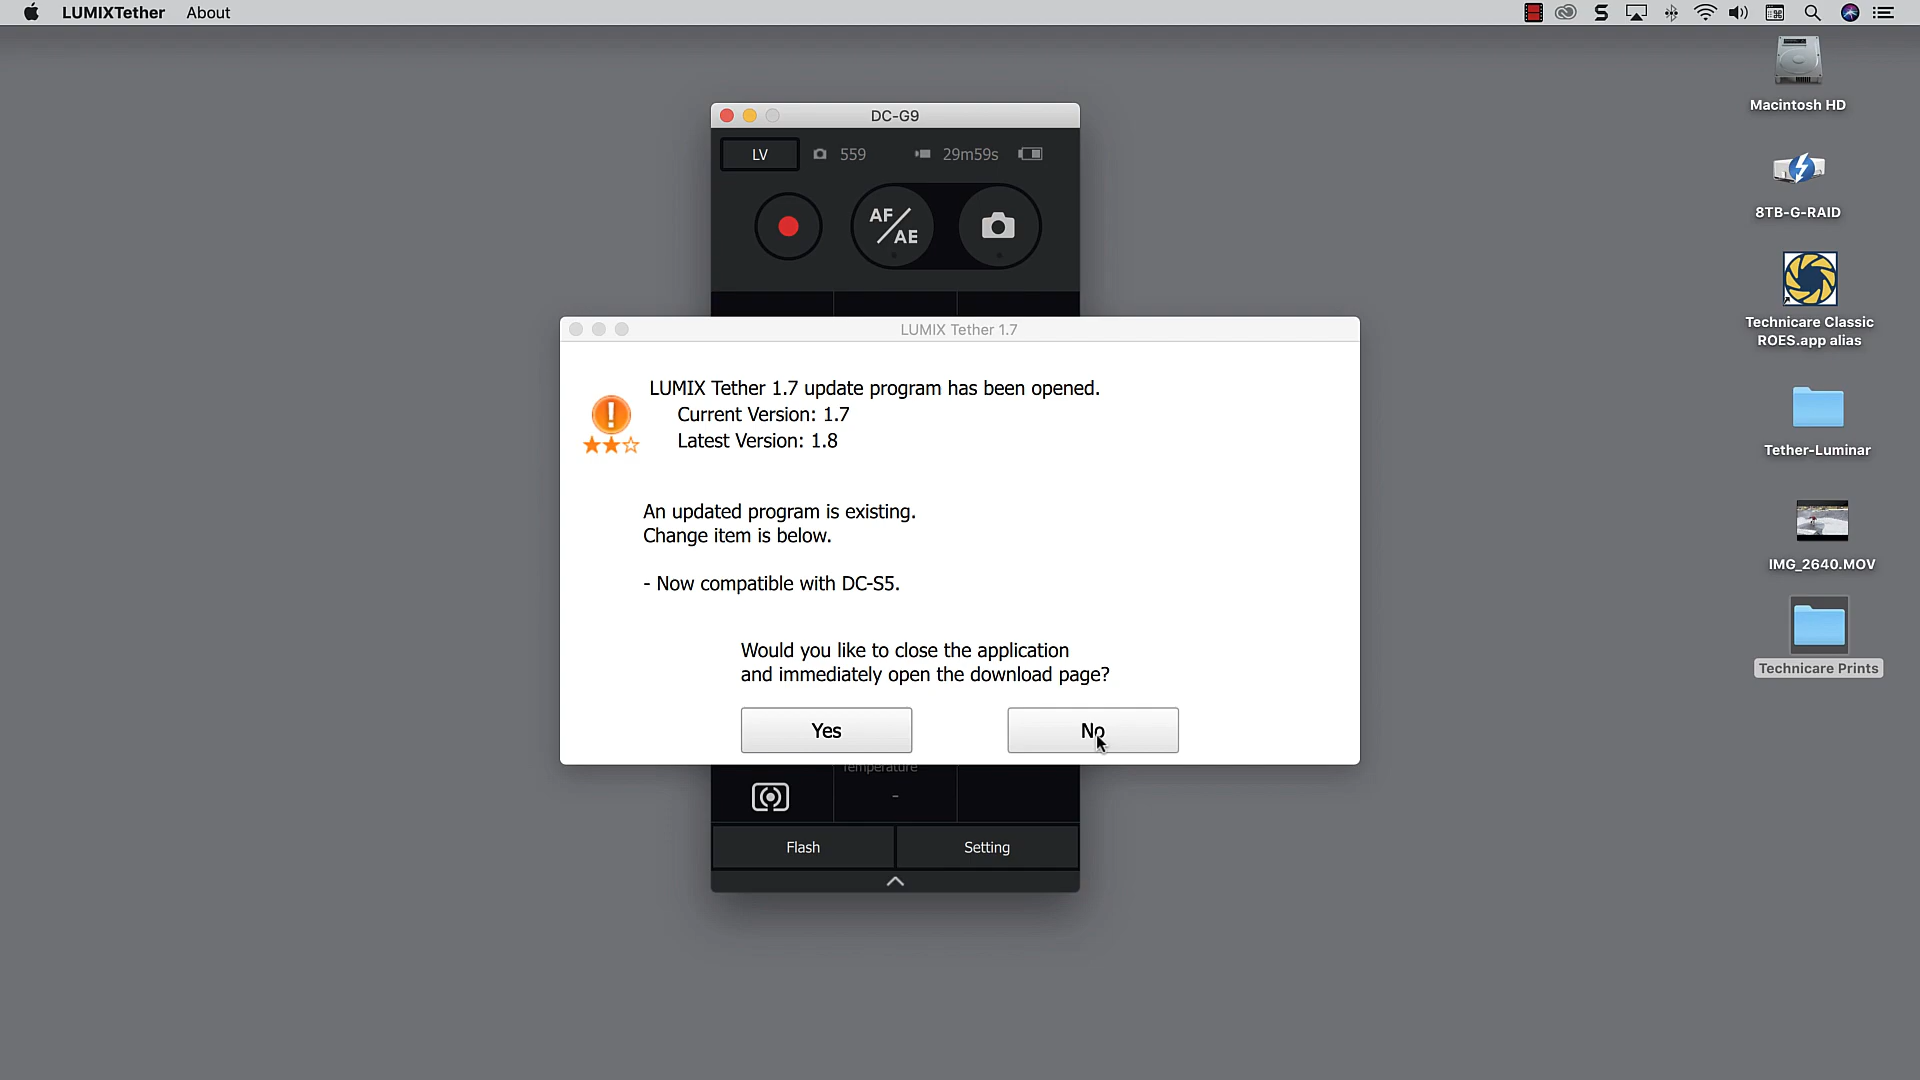 LUMIXTether About
Macintosh HD
DC-G9
LV 559 29m59s
AF/AE
8TB-G-RAID
Technicare Classic
ROES.app alias
LUMIX Tether 1.7
LUMIX Tether 1.7 update program has been opened.
Current Version: 1.7
Latest Version: 1.8
Tether-Luminar
An updated program is existing.
Change item is below.
- Now compatible with DC-S5.
IMG_2640.MOV
Would you like to close the application
and immediately open the download page?
Technicare Prints
Yes No
Temperature
-
Flash Setting